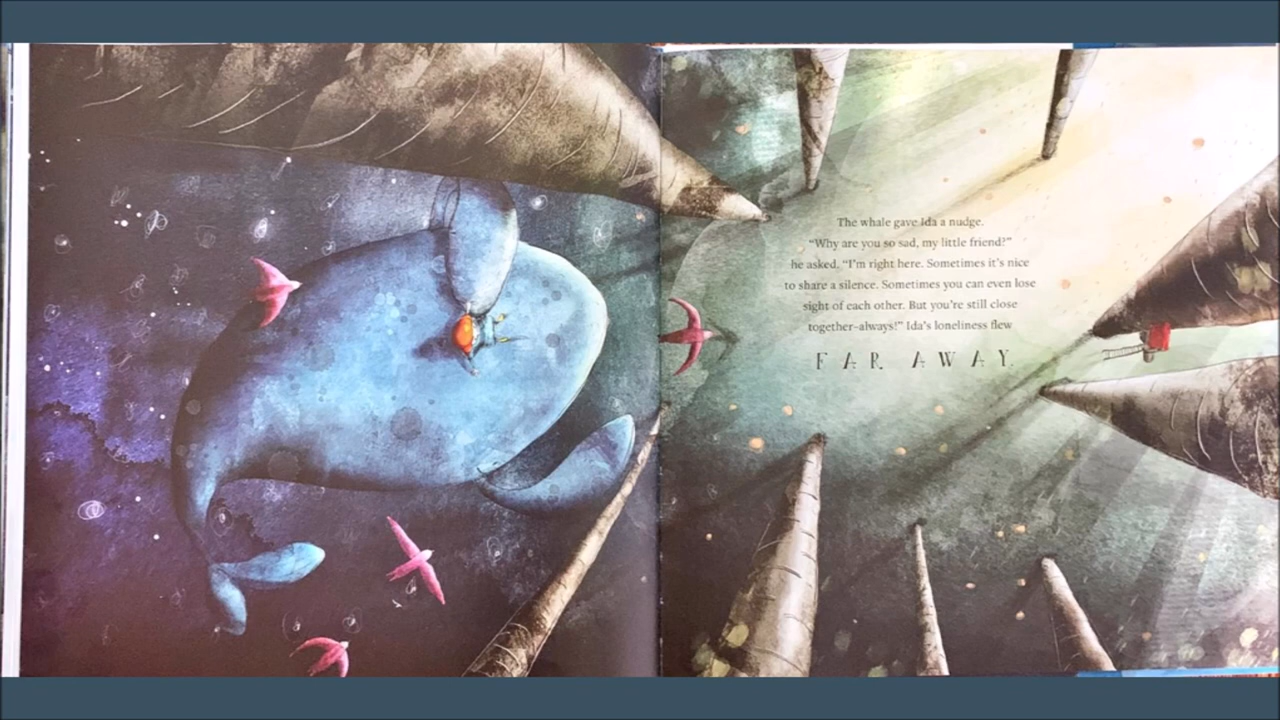 The whale gave Ida a nudge.
“Why are you so sad, my little friend?”
he asked. “I’m right here. Sometimes it’s nice
to share a silence. Sometimes you can even lose
sight of each other. But you’re still close
together–always!” Ida’s loneliness flew
FAR AWAY.